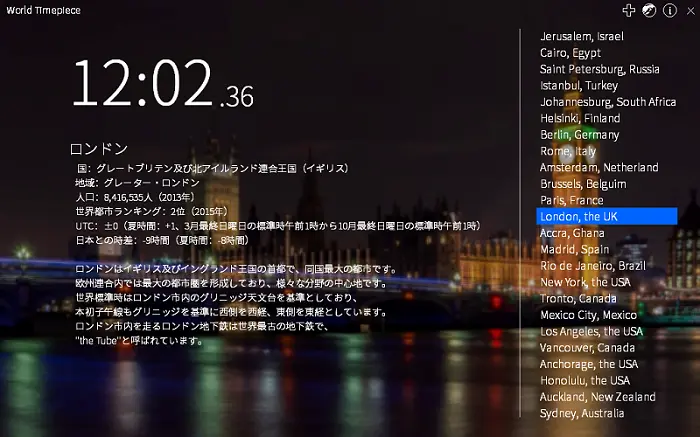 World Timepiece
12:02.36
ロンドン
国：グレートブリテン及び北アイルランド連合王国（イギリス）
地域：グレーター・ロンドン
人口：8,416,535人（2013年）
世界都市ランキング：2位（2015年）
UTC：±0（夏時間：+1、3月最終日曜日の標準時午前1時から10月最終日曜日の標準時午前1時）
日本との時差：-9時間（夏時間：-8時間）
ロンドンはイギリス及びイングランド王国の首都で、同国最大の都市です。
欧州連合内では最大の都市圏を形成しており、様々な分野の中心地です。
世界標準時はロンドン市内のグリニッジ天文台を基準としており、
本初子午線もグリニッジを基準に西側を西経、東側を東経としています。
ロンドン市内を走るロンドン地下鉄は世界最古の地下鉄で、
"the Tube"と呼ばれています。
Jerusalem, Israel
Cairo, Egypt
Saint Petersburg, Russia
Istanbul, Turkey
Johannesburg, South Africa
Helsinki, Finland
Berlin, Germany
Rome, Italy
Amsterdam, Netherland
Brussels, Belguim
Paris, France
London, the UK
Accra, Ghana
Madrid, Spain
Rio de Janeiro, Brazil
New York, the USA
Tronto, Canada
Mexico City, Mexico
Los Angeles, the USA
Vancouver, Canada
Anchorage, the USA
Honolulu, the USA
Auckland, New Zealand
Sydney, Australia